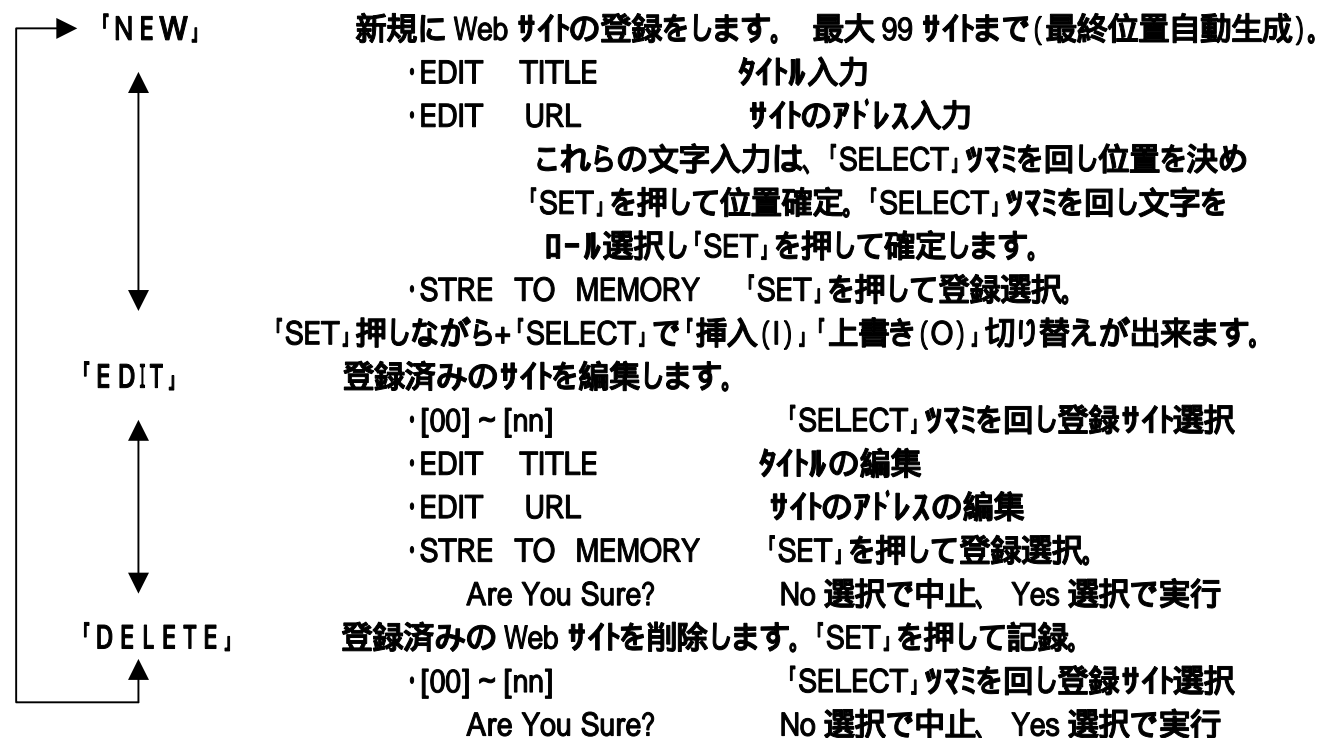 「NEW」 新規に Web ｻｲﾄの登録をします。 最大 99 ｻｲﾄまで(最終位置自動生成)。
･EDIT TITLE ﾀｲﾄﾙ入力
･EDIT URL ｻｲﾄのｱﾄﾞﾚｽ入力
これらの文字入力は、「SELECT」ﾂﾏﾐを回し位置を決め
「SET」を押して位置確定。「SELECT」ﾂﾏﾐを回し文字を
ﾛｰﾙ選択し「SET」を押して確定します。
･STRE TO MEMORY 「SET」を押して登録選択。
「SET」押しながら+「SELECT」で「挿入(I)」「上書き(O)」切り替えが出来ます。
「EDIT」 登録済みのｻｲﾄを編集します。
･[00] ~ [nn] 「SELECT」ﾂﾏﾐを回し登録ｻｲﾄ選択
･EDIT TITLE ﾀｲﾄﾙの編集
･EDIT URL ｻｲﾄのｱﾄﾞﾚｽの編集
･STRE TO MEMORY 「SET」を押して登録選択。
Are You Sure? No 選択で中止、 Yes 選択で実行
「DELETE」 登録済みの Web ｻｲﾄを削除します。「SET」を押して記録。
･[00] ~ [nn] 「SELECT」ﾂﾏﾐを回し登録ｻｲﾄ選択
Are You Sure? No 選択で中止、 Yes 選択で実行